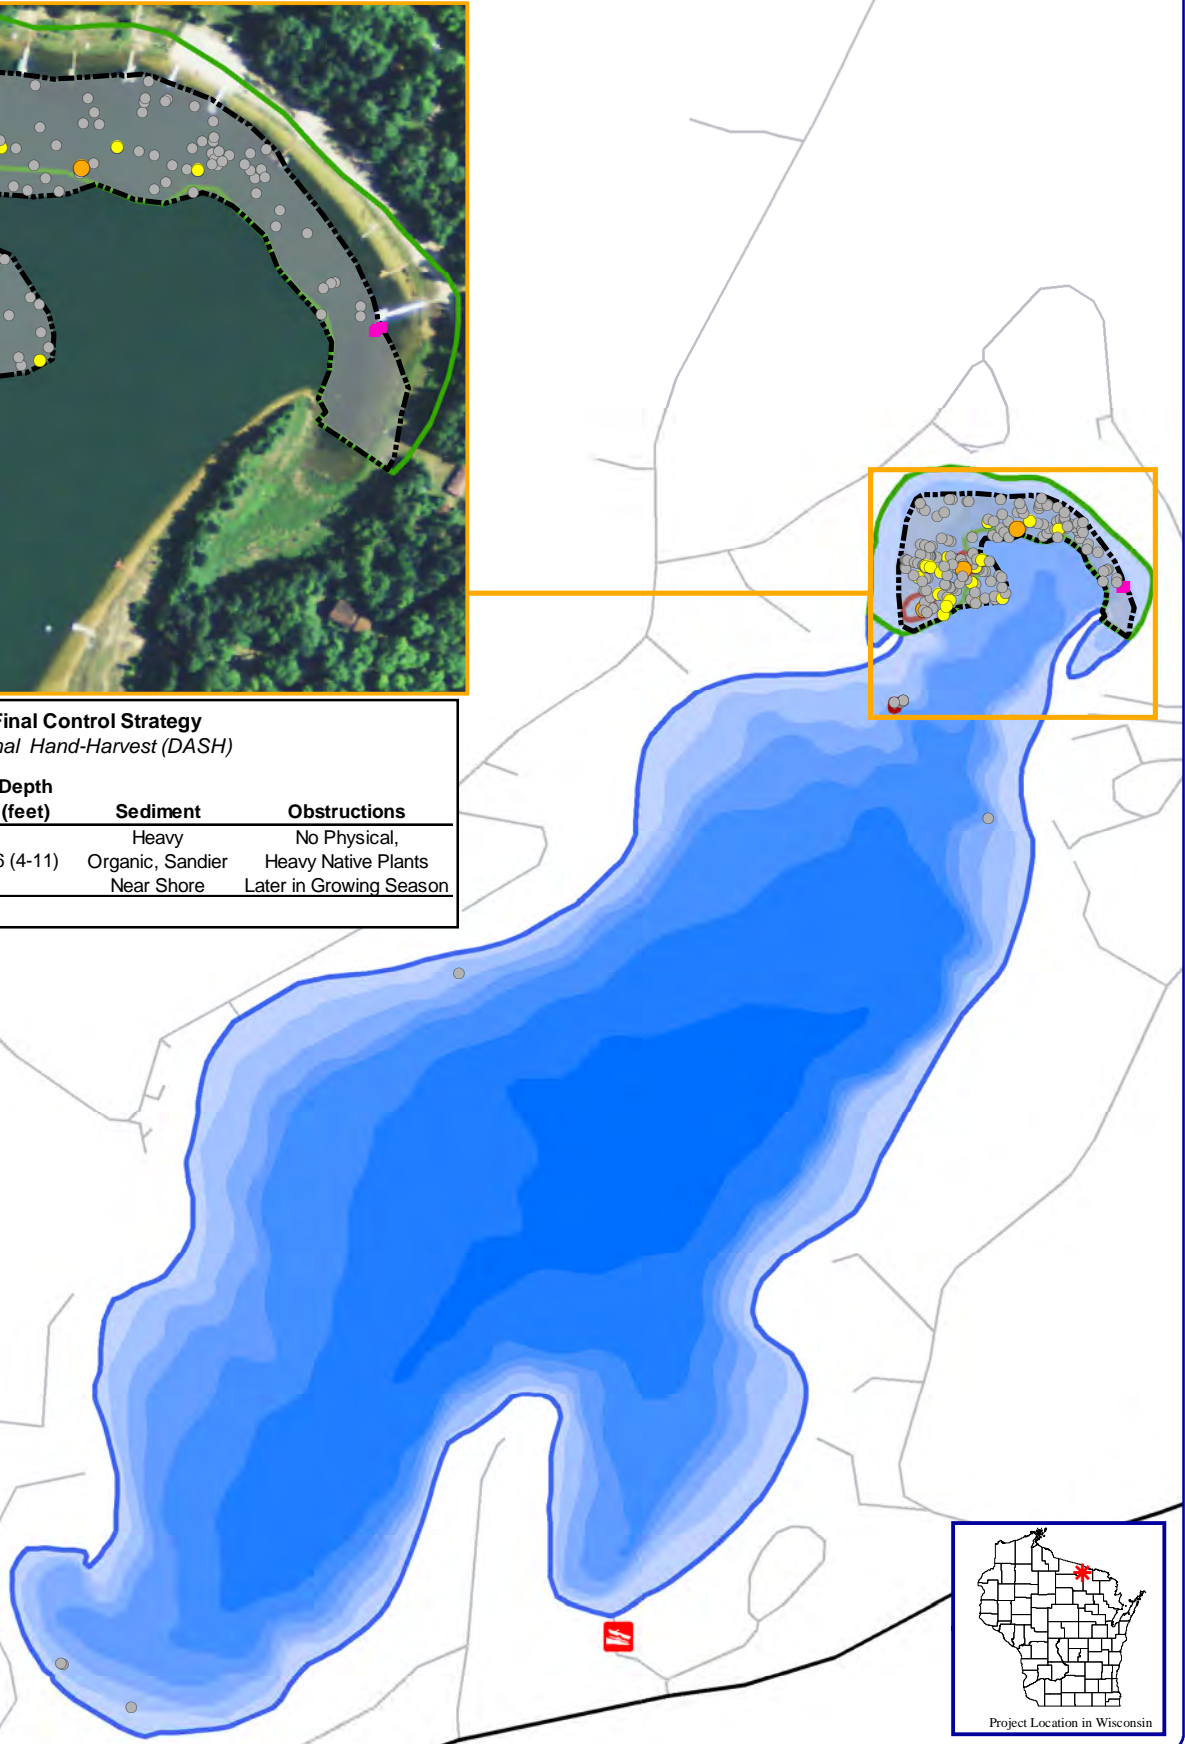 Final Control Strategy
Hand-Harvest (DASH)
Depth
(feet) Sediment Obstructions
Heavy No Physical,
(4-11) Organic, Sandier Heavy Native Plants
Near Shore Later in Growing Season
Project Location in Wisconsin